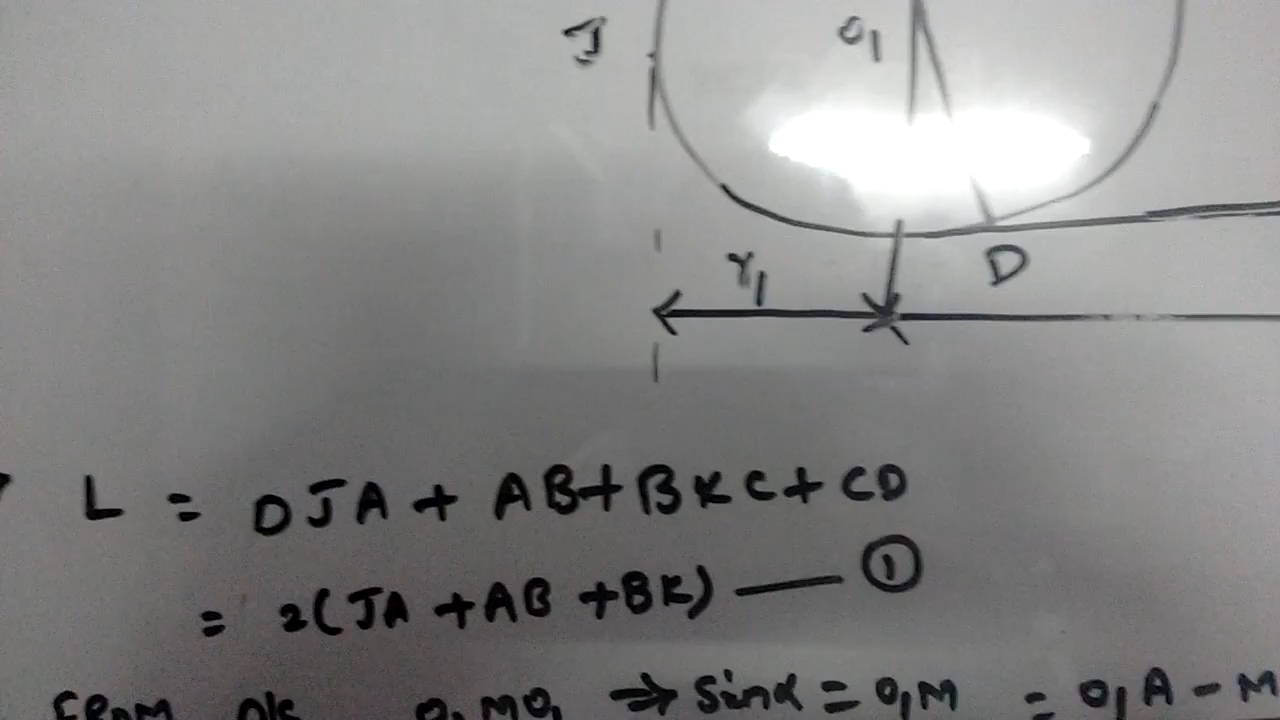 J O1
r1 D
L = DJA + AB + BKC + CD
= 2(JA + AB + BK) — ①
sinα = O1M = O1A - M